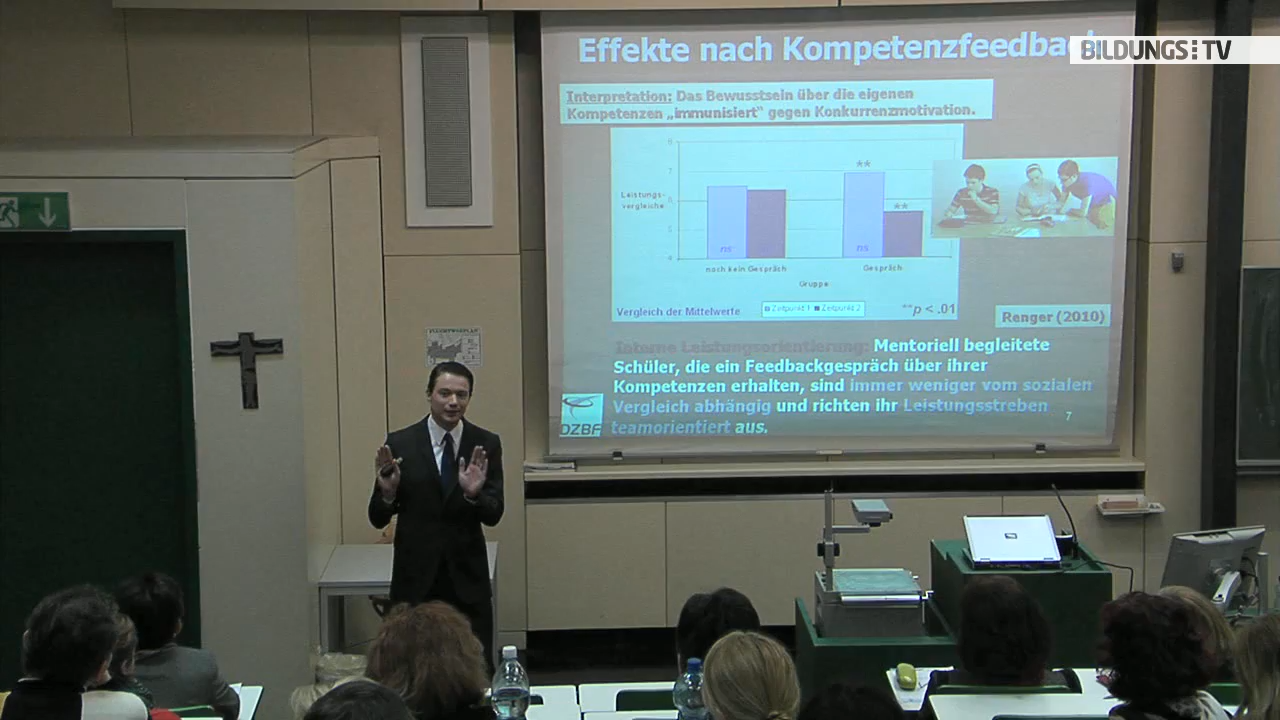 Effekte nach Kompetenzfeedback
BILDUNGS TV
Interpretation: Das Bewusstsein über die eigenen
Kompetenzen „immunisiert" gegen Konkurrenzmotivation.
**
Leistungs-
vergleiche
**
ns
ns
noch kein Gespräch
Gespräch
Gruppe
Vergleich der Mittelwerte
Zeitpunkt 1 Zeitpunkt 2
**p < .01
Renger (2010)
FLUCHTWEGPLAN
Interne Leistungsorientierung: Mentoriell begleitete
Schüler, die ein Feedbackgespräch über ihrer
Kompetenzen erhalten, sind immer weniger vom sozialen
Vergleich abhängig und richten ihr Leistungsstreben
teamorientiert aus.
DZBF
7